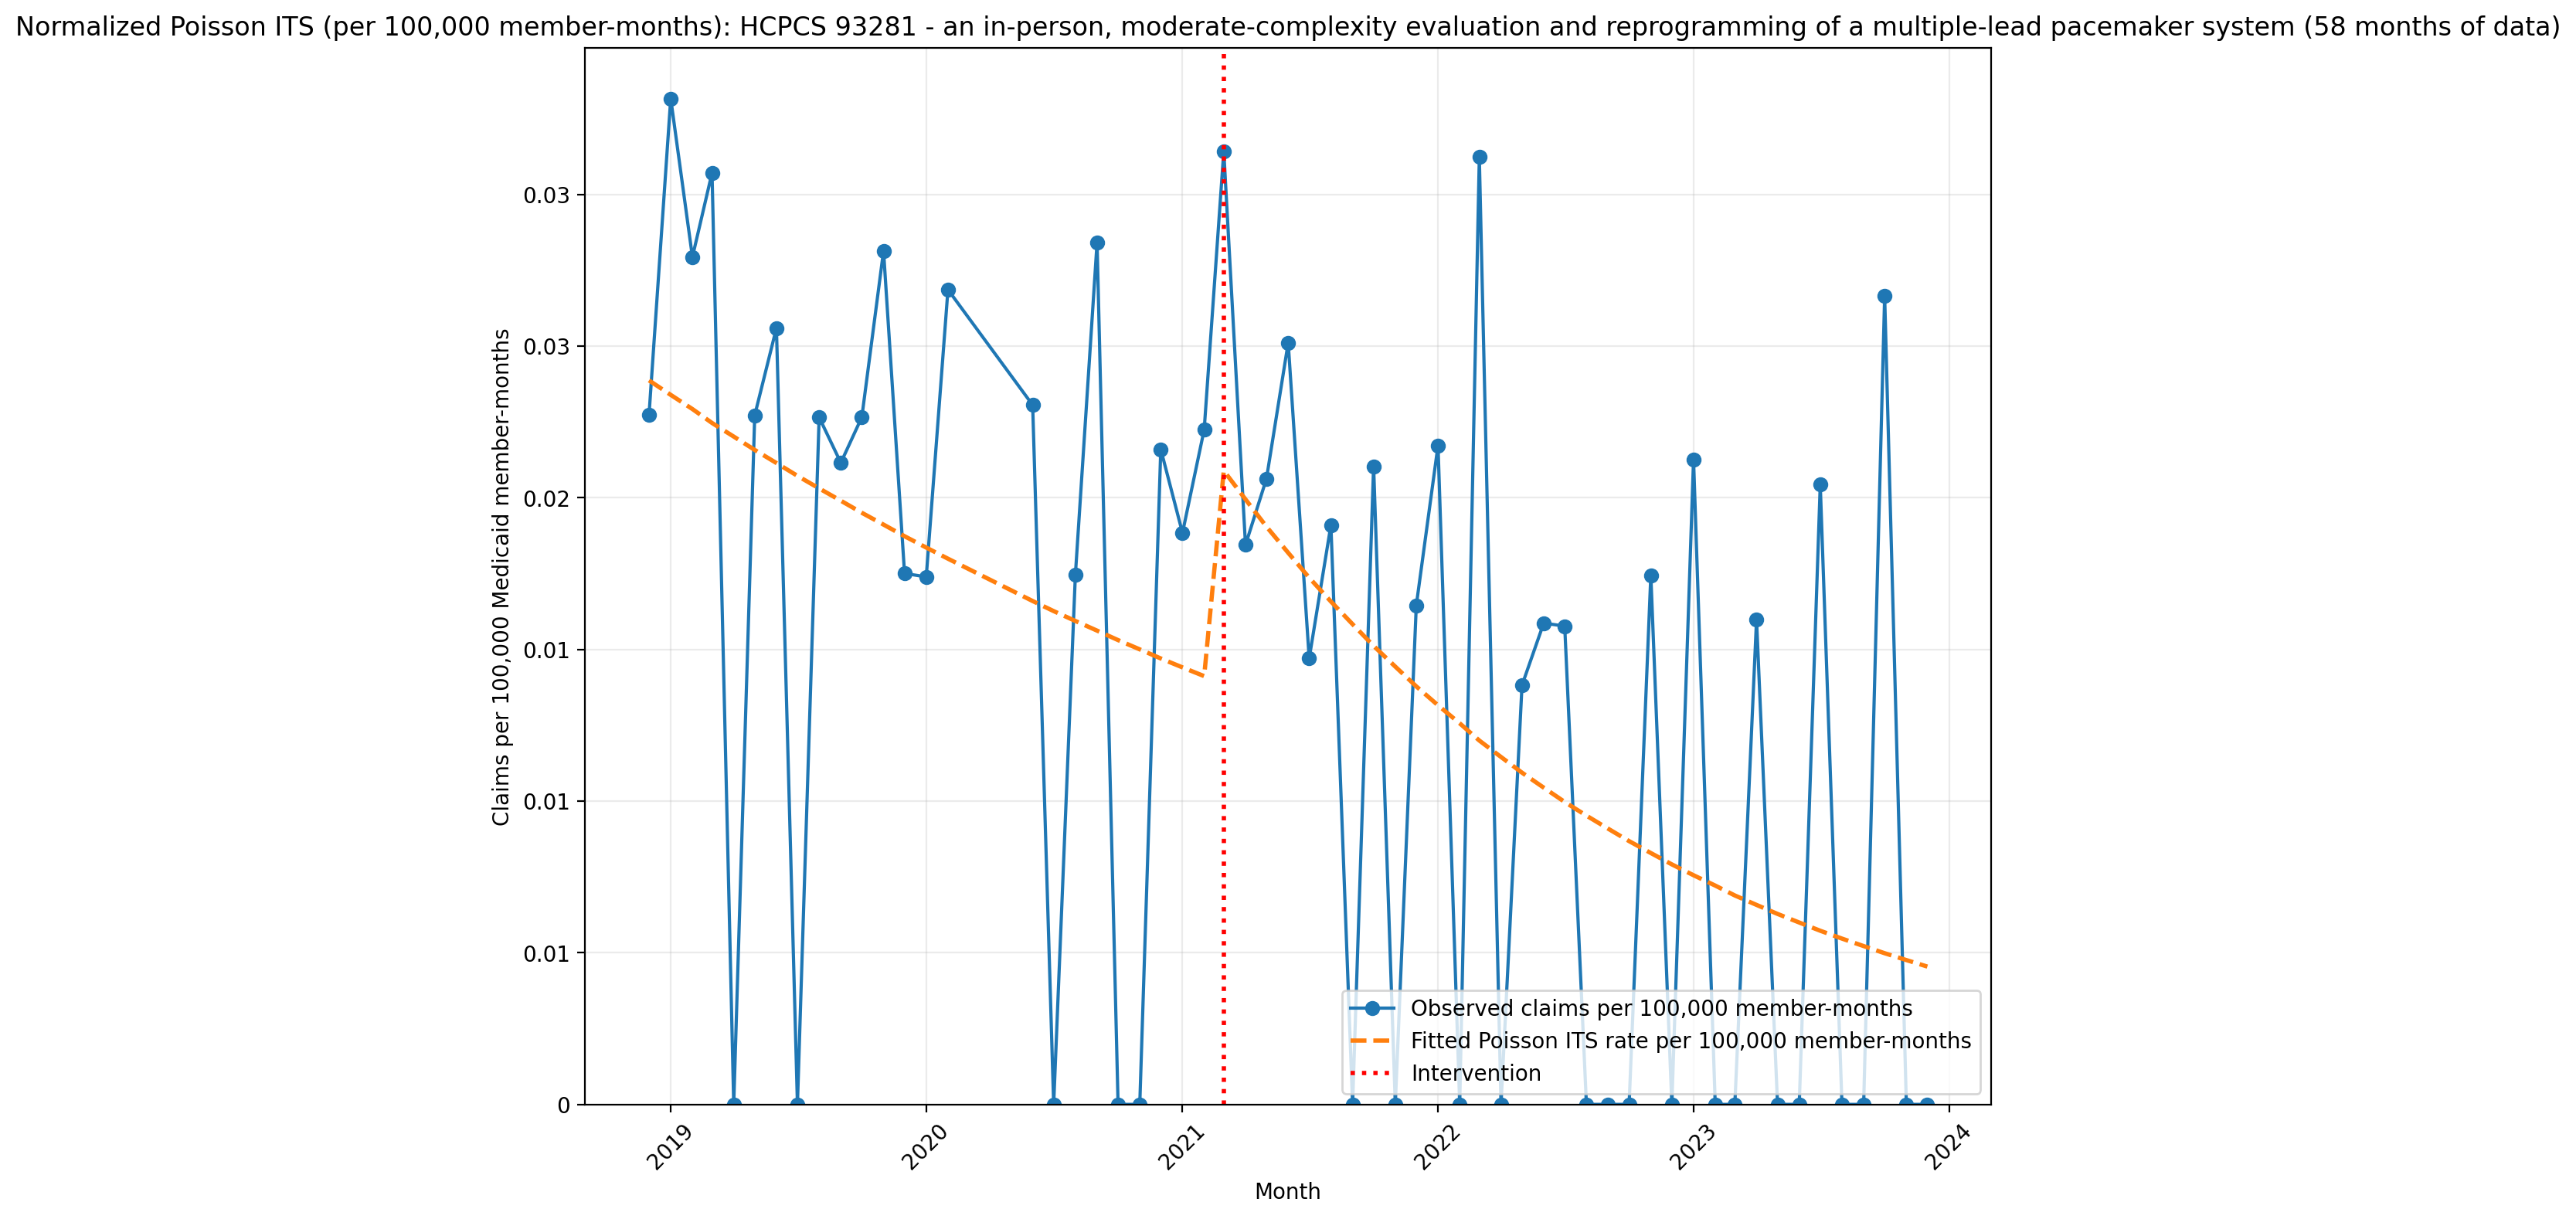 Normalized Poisson ITS (per 100,000 member-months): HCPCS 93281 - an in-person, moderate-complexity evaluation and reprogramming of a multiple-lead pacemaker system (58 months of data)
Claims per 100,000 Medicaid member-months
0.03
0.03
0.02
0.01
0.01
0.01
0
Observed claims per 100,000 member-months
Fitted Poisson ITS rate per 100,000 member-months
Intervention
2019
2020
2021
2022
2023
2024
Month